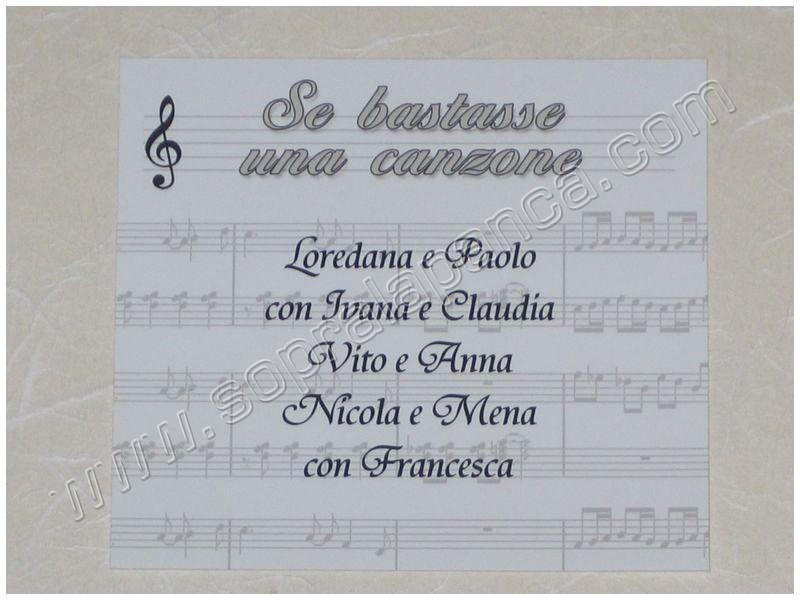 Se bastasse
una canzone
Loredana e Paolo
con Ivana e Claudia
Vito e Anna
Nicola e Mena
con Francesca
www.sopralapanca.com